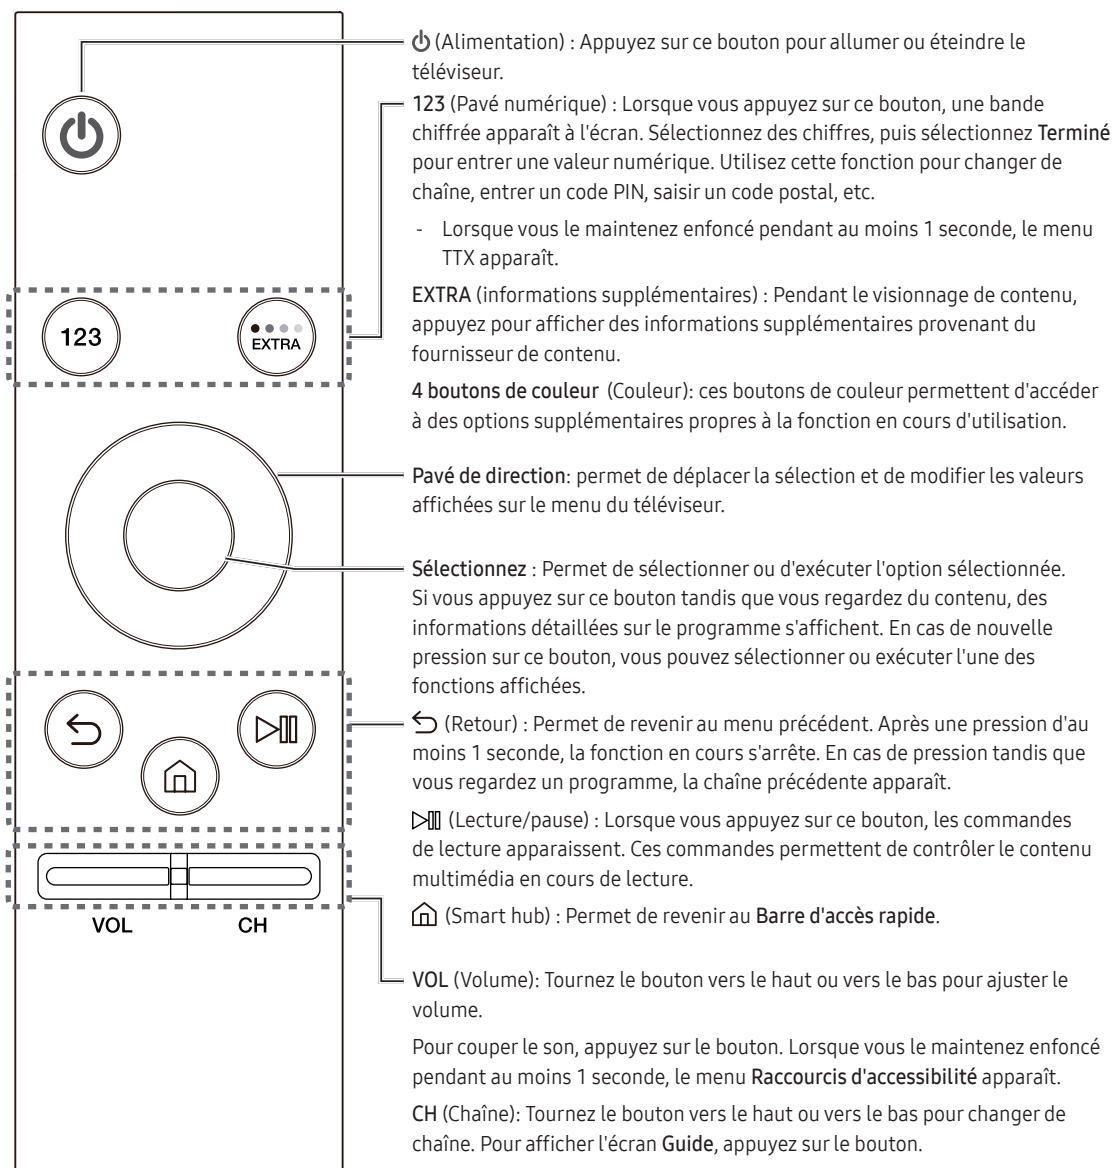 (Alimentation) : Appuyez sur ce bouton pour allumer ou éteindre le
téléviseur.
123 (Pavé numérique) : Lorsque vous appuyez sur ce bouton, une bande
chiffrée apparaît à l'écran. Sélectionnez des chiffres, puis sélectionnez Terminé
pour entrer une valeur numérique. Utilisez cette fonction pour changer de
chaîne, entrer un code PIN, saisir un code postal, etc.
- Lorsque vous le maintenez enfoncé pendant au moins 1 seconde, le menu
TTX apparaît.
123
EXTRA
EXTRA (informations supplémentaires) : Pendant le visionnage de contenu,
appuyez pour afficher des informations supplémentaires provenant du
fournisseur de contenu.
4 boutons de couleur (Couleur): ces boutons de couleur permettent d'accéder
à des options supplémentaires propres à la fonction en cours d'utilisation.
Pavé de direction: permet de déplacer la sélection et de modifier les valeurs
affichées sur le menu du téléviseur.
Sélectionnez : Permet de sélectionner ou d'exécuter l'option sélectionnée.
Si vous appuyez sur ce bouton tandis que vous regardez du contenu, des
informations détaillées sur le programme s'affichent. En cas de nouvelle
pression sur ce bouton, vous pouvez sélectionner ou exécuter l'une des
fonctions affichées.
(Retour) : Permet de revenir au menu précédent. Après une pression d'au
moins 1 seconde, la fonction en cours s'arrête. En cas de pression tandis que
vous regardez un programme, la chaîne précédente apparaît.
(Lecture/pause) : Lorsque vous appuyez sur ce bouton, les commandes
de lecture apparaissent. Ces commandes permettent de contrôler le contenu
multimédia en cours de lecture.
(Smart hub) : Permet de revenir au Barre d'accès rapide.
VOL
CH
VOL (Volume): Tournez le bouton vers le haut ou vers le bas pour ajuster le
volume.
Pour couper le son, appuyez sur le bouton. Lorsque vous le maintenez enfoncé
pendant au moins 1 seconde, le menu Raccourcis d'accessibilité apparaît.
CH (Chaîne): Tournez le bouton vers le haut ou vers le bas pour changer de
chaîne. Pour afficher l'écran Guide, appuyez sur le bouton.